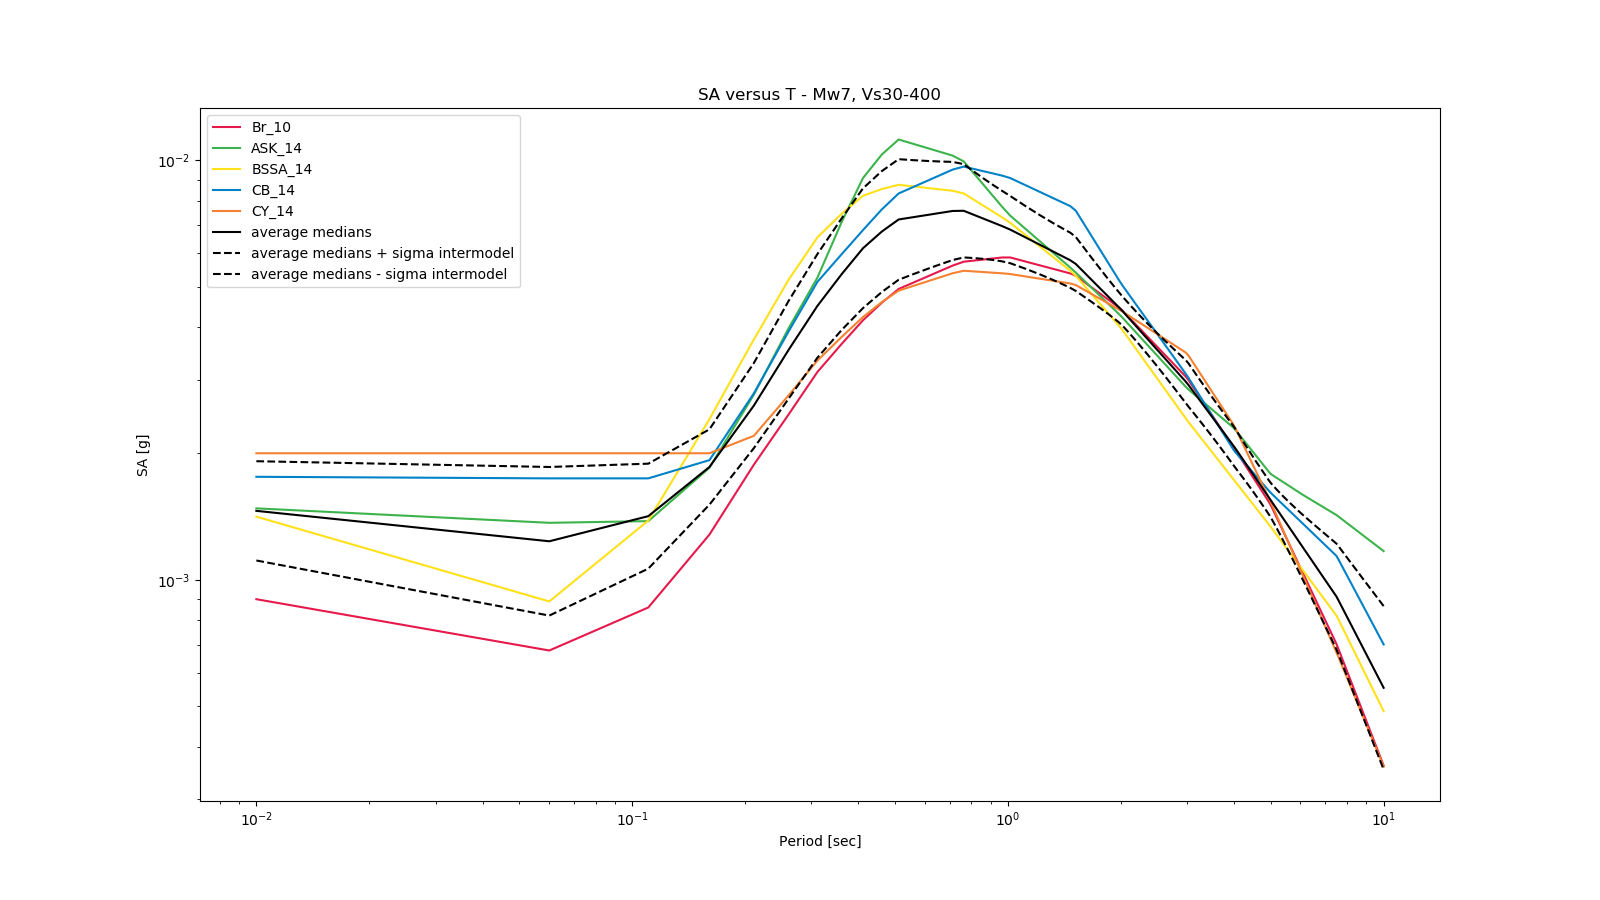 SA versus T - Mw7, Vs30-400
Br_10
ASK_14
BSSA_14
CB_14
CY_14
average medians
average medians + sigma intermodel
average medians - sigma intermodel
10⁻²
10⁻³
SA [g]
10⁻²
10⁻¹
10⁰
10¹
Period [sec]